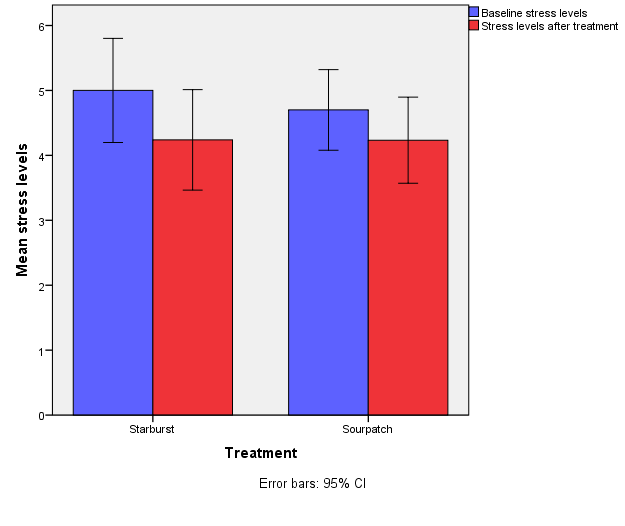 Baseline stress levels
Stress levels after treatment
6
5
4
3
2
1
0
Mean stress levels
Starburst
Sourpatch
Treatment
Error bars: 95% CI